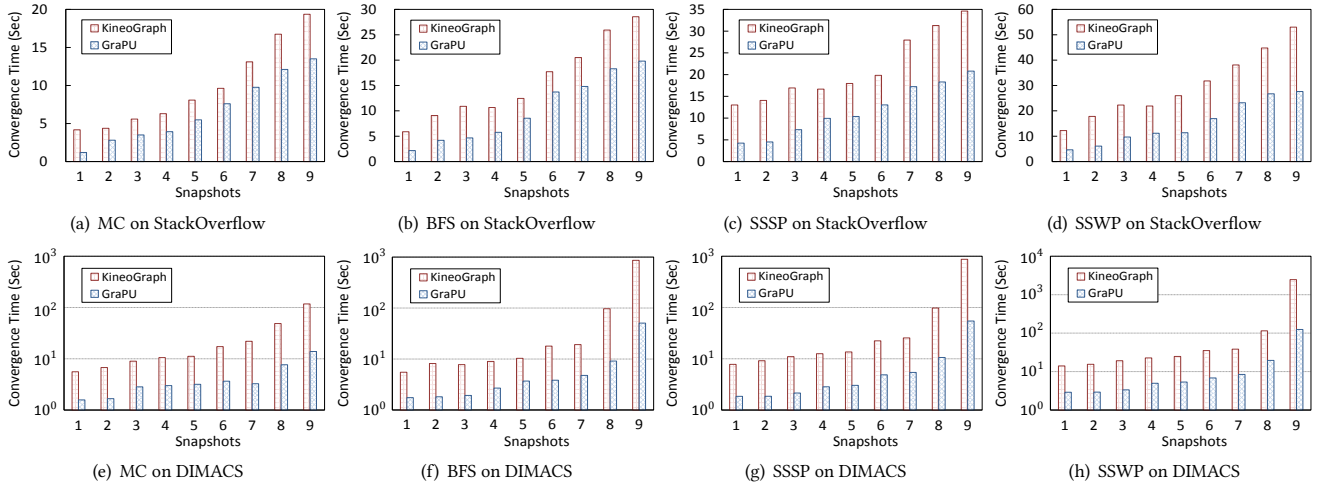 20
15
10
5
0
Convergence Time (Sec)
KineoGraph
GraPU
1 2 3 4 5 6 7 8 9
Snapshots
(a) MC on StackOverflow
30
25
20
15
10
5
0
Convergence Time (Sec)
KineoGraph
GraPU
1 2 3 4 5 6 7 8 9
Snapshots
(b) BFS on StackOverflow
35
30
25
20
15
10
5
0
Convergence Time (Sec)
KineoGraph
GraPU
1 2 3 4 5 6 7 8 9
Snapshots
(c) SSSP on StackOverflow
60
50
40
30
20
10
0
Convergence Time (Sec)
KineoGraph
GraPU
1 2 3 4 5 6 7 8 9
Snapshots
(d) SSWP on StackOverflow
10³
10²
10¹
10⁰
Convergence Time (Sec)
KineoGraph
GraPU
1 2 3 4 5 6 7 8 9
Snapshots
(e) MC on DIMACS
10³
10²
10¹
10⁰
Convergence Time (Sec)
KineoGraph
GraPU
1 2 3 4 5 6 7 8 9
Snapshots
(f) BFS on DIMACS
10³
10²
10¹
10⁰
Convergence Time (Sec)
KineoGraph
GraPU
1 2 3 4 5 6 7 8 9
Snapshots
(g) SSSP on DIMACS
10⁴
10³
10²
10¹
10⁰
Convergence Time (Sec)
KineoGraph
GraPU
1 2 3 4 5 6 7 8 9
Snapshots
(h) SSWP on DIMACS